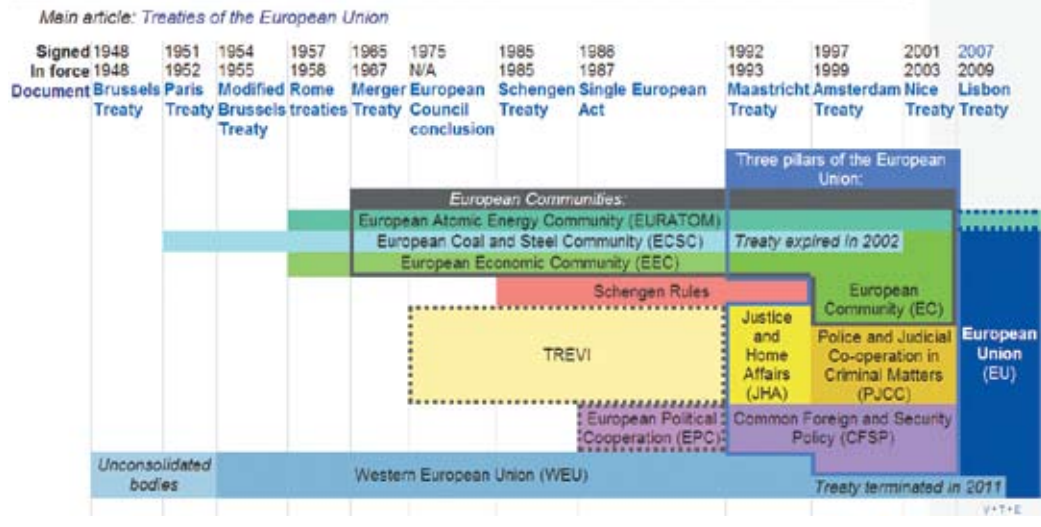 Main article: Treaties of the European Union
Signed 1948 1951 1954 1957 1965 1975 1985 1986 1992 1997 2001 2007
In force 1948 1952 1955 1958 1967 N/A 1985 1987 1993 1999 2003 2009
Document Brussels Paris Modified Rome Merger European Schengen Single European Maastricht Amsterdam Nice Lisbon
Treaty Treaty Brussels treaties Treaty Council Treaty Act Treaty Treaty Treaty Treaty
Treaty conclusion
Three pillars of the European
Union:
European Communities:
European Atomic Energy Community (EURATOM)
European Coal and Steel Community (ECSC) Treaty expired in 2002
European Economic Community (EEC)
Schengen Rules European
Community (EC)
TREVI
Justice
and
Home
Affairs
(JHA)
Police and Judicial
Co-operation in
Criminal Matters
(PJCC)
European
Union
(EU)
European Political
Cooperation (EPC)
Common Foreign and Security
Policy (CFSP)
Unconsolidated
bodies
Western European Union (WEU)
Treaty terminated in 2011
V·T·E